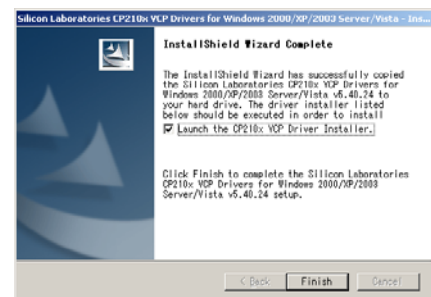 Silicon Laboratories CP210x VCP Drivers for Windows 2000/XP/2003 Server/Vista - Ins...
InstallShield Wizard Complete
The InstallShield Wizard has successfully copied
the Silicon Laboratories CP210x VCP Drivers for
Windows 2000/XP/2003 Server/Vista v5.40.24 to
your hard drive. The driver installer listed
below should be executed in order to install
Launch the CP210x VCP Driver Installer.
Click Finish to complete the Silicon Laboratories
CP210x VCP Drivers for Windows 2000/XP/2003
Server/Vista v5.40.24 setup.
< Back
Finish
Cancel